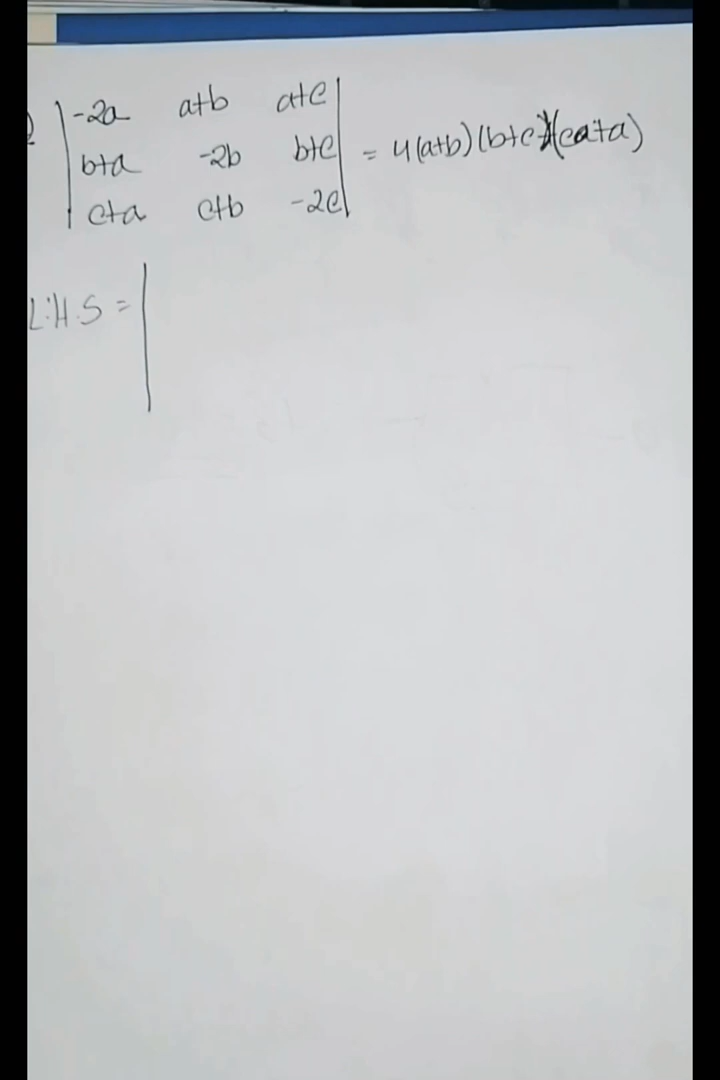 -2a a+b a+c
b+a -2b b+c = 4(a+b)(b+c)(c+a)
c+a c+b -2c
L.H.S =